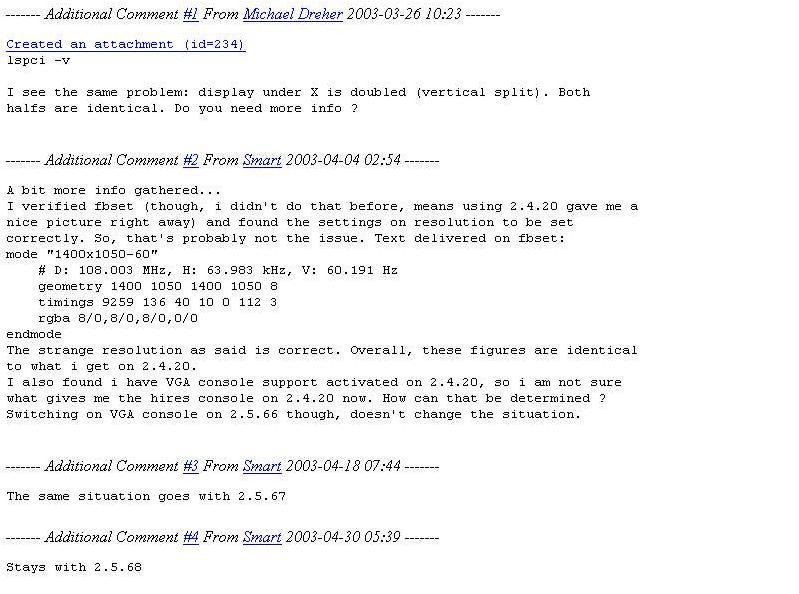 ------- Additional Comment #1 From Michael Dreher 2003-03-26 10:23 -------
Created an attachment (id=234)
lspci -v
I see the same problem: display under X is doubled (vertical split). Both
halfs are identical. Do you need more info ?
------- Additional Comment #2 From Smart 2003-04-04 02:54 -------
A bit more info gathered...
I verified fbset (though, i didn't do that before, means using 2.4.20 gave me a
nice picture right away) and found the settings on resolution to be set
correctly. So, that's probably not the issue. Text delivered on fbset:
mode "1400x1050-60"
    # D: 108.003 MHz, H: 63.983 kHz, V: 60.191 Hz
    geometry 1400 1050 1400 1050 8
    timings 9259 136 40 10 0 112 3
    rgba 8/0,8/0,8/0,0/0
endmode
The strange resolution as said is correct. Overall, these figures are identical
to what i get on 2.4.20.
I also found i have VGA console support activated on 2.4.20, so i am not sure
what gives me the hires console on 2.4.20 now. How can that be determined ?
Switching on VGA console on 2.5.66 though, doesn't change the situation.
------- Additional Comment #3 From Smart 2003-04-18 07:44 -------
The same situation goes with 2.5.67
------- Additional Comment #4 From Smart 2003-04-30 05:39 -------
Stays with 2.5.68